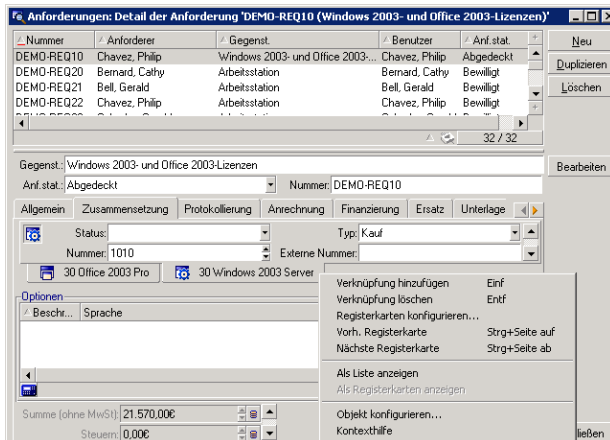 Anforderungen: Detail der Anforderung 'DEMO-REQ10 (Windows 2003- und Office 2003-Lizenzen)'
Nummer Anforderer Gegenst. Benutzer Anf.stat.
Neu
DEMO-REQ10 Chavez, Philip Windows 2003- und Office 2003-... Chavez, Philip Abgedeckt
DEMO-REQ20 Bernard, Cathy Arbeitsstation Bernard, Cathy Bewilligt
Duplizieren
DEMO-REQ21 Bell, Gerald Arbeitsstation Bell, Gerald Bewilligt
Löschen
DEMO-REQ22 Chavez, Philip Arbeitsstation Chavez, Philip Bewilligt
32 / 32
Gegenst.: Windows 2003- und Office 2003-Lizenzen
Bearbeiten
Anf.stat.: Abgedeckt Nummer: DEMO-REQ10
Allgemein Zusammensetzung Protokollierung Anrechnung Finanzierung Ersatz Unterlage
Status: Typ: Kauf
Nummer: 1010 Externe Nummer:
30 Office 2003 Pro 30 Windows 2003 Server
Optionen
Beschr... Sprache
Verknüpfung hinzufügen Einf
Verknüpfung löschen Entf
Registerkarten konfigurieren...
Vorh. Registerkarte Strg+Seite auf
Nächste Registerkarte Strg+Seite ab
Als Liste anzeigen
Als Registerkarten anzeigen
Objekt konfigurieren...
Kontexthilfe
Summe (ohne MwSt): 21.570,00€
Steuern: 0,00€
ließen